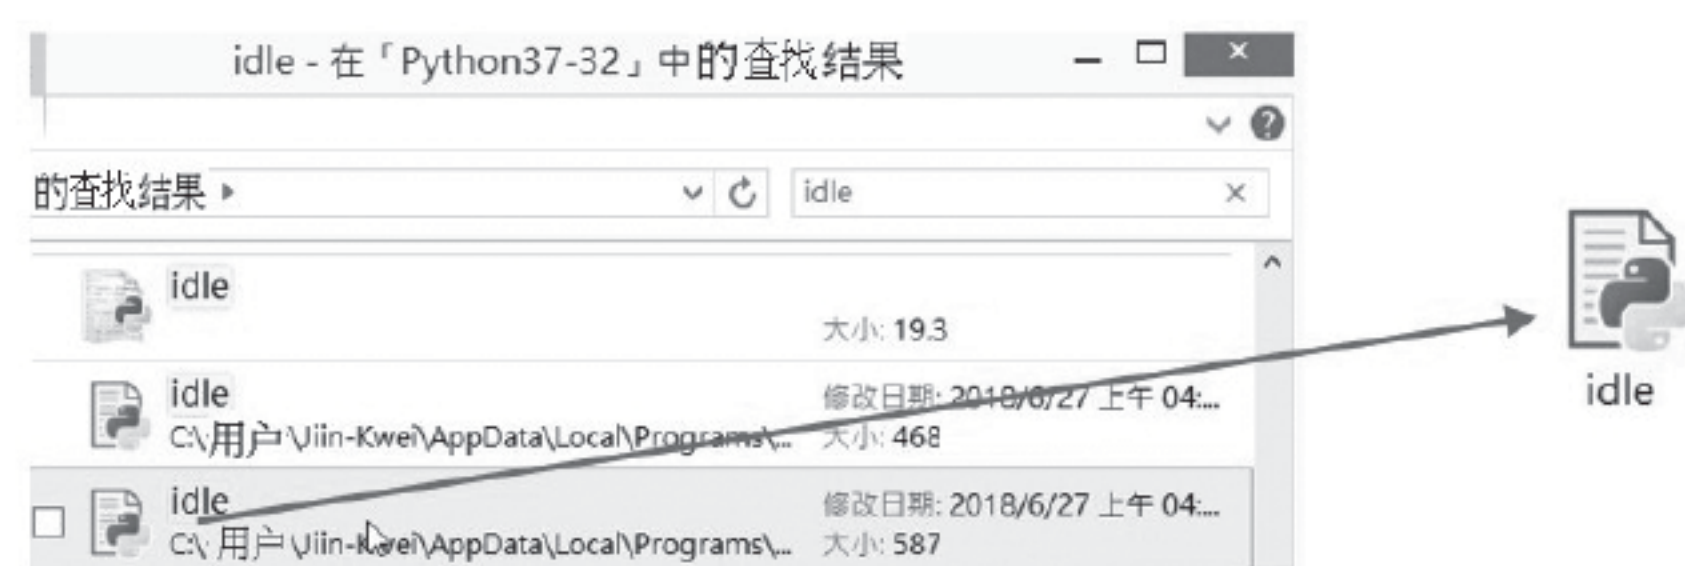 idle - 在「Python37-32」中的查找结果
的查找结果
idle
idle
大小: 19.3
idle
修改日期: 2018/6/27 上午 04:...
C:\用户\Jiin-Kwei\AppData\Local\Programs\...
大小: 468
idle
修改日期: 2018/6/27 上午 04:...
C:\用户\Jiin-Kwei\AppData\Local\Programs\...
大小: 587
idle